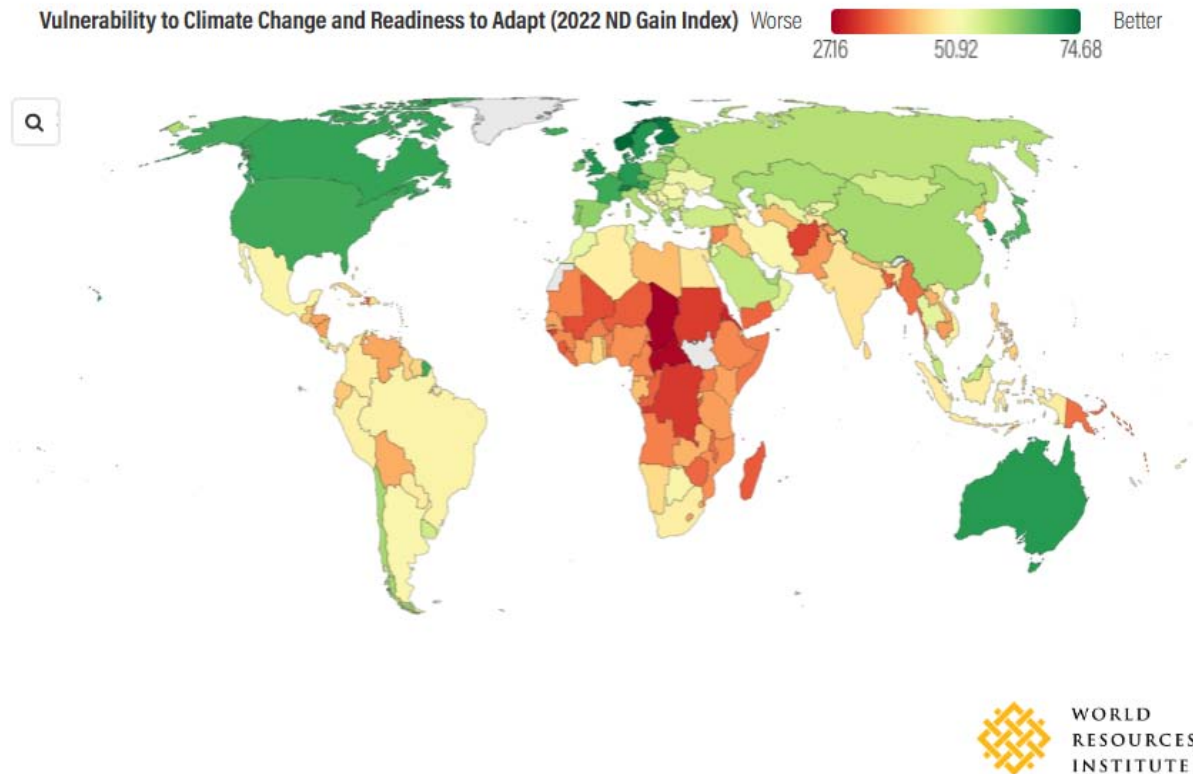 Vulnerability to Climate Change and Readiness to Adapt (2022 ND Gain Index) Worse Better
27.16 50.92 74.68
WORLD
RESOURCES
INSTITUTE